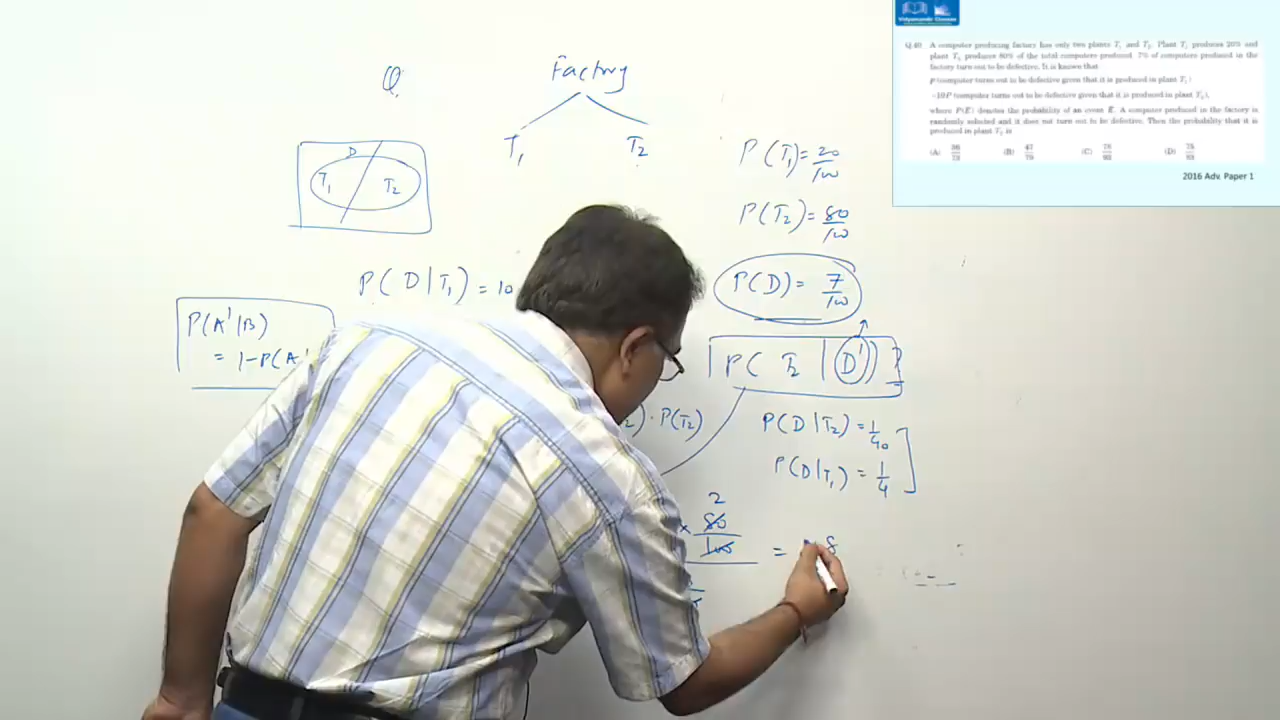 Vidyamandir Classes
Q.40 A computer producing factory has only two plants T₁ and T₂. Plant T₁ produces 20% and
plant T₂ produces 80% of the total computers produced. 7% of computers produced in the
factory turn out to be defective. It is known that
P (computer turns out to be defective given that it is produced in plant T₁)
=10P (computer turns out to be defective given that it is produced in plant T₂),
where P(E) denotes the probability of an event E. A computer produced in the factory is
randomly selected and it does not turn out to be defective. Then the probability that it is
produced in plant T₂ is
(A) 36/73 (B) 47/79 (C) 78/93 (D) 75/83
2016 Adv. Paper 1
Q
Factory
T₁ T₂
D
T₁ T₂
P(T₁)=20/100
P(T₂)=80/100
P(D)=7/100
P(D|T₁)=10
P(A'|B)
=1-P(A'
P(T₂|D')?
)·P(T₂)
P(D|T₂)=1/40
P(D|T₁)=1/4
2
×80/100 = 8